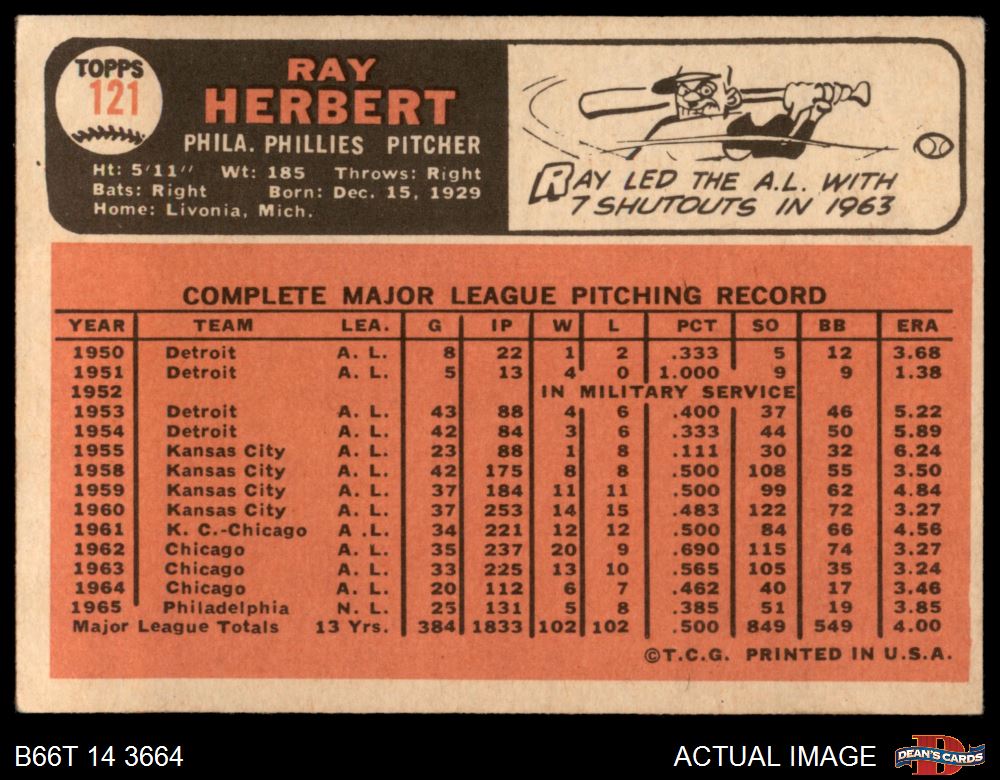 TOPPS
121
RAY
HERBERT
PHILA. PHILLIES PITCHER
Ht: 5'11" Wt: 185 Throws: Right
Bats: Right Born: Dec. 15, 1929
Home: Livonia, Mich.
RAY LED THE A.L. WITH
7 SHUTOUTS IN 1963
COMPLETE MAJOR LEAGUE PITCHING RECORD
YEAR TEAM LEA. G IP W L PCT SO BB ERA
1950 Detroit A. L. 8 22 1 2 .333 5 12 3.68
1951 Detroit A. L. 5 13 4 0 1.000 9 9 1.38
1952 IN MILITARY SERVICE
1953 Detroit A. L. 43 88 4 6 .400 37 46 5.22
1954 Detroit A. L. 42 84 3 6 .333 44 50 5.89
1955 Kansas City A. L. 23 88 1 8 .111 30 32 6.24
1958 Kansas City A. L. 42 175 8 8 .500 108 55 3.50
1959 Kansas City A. L. 37 184 11 11 .500 99 62 4.84
1960 Kansas City A. L. 37 253 14 15 .483 122 72 3.27
1961 K. C.-Chicago A .L. 34 221 12 12 .500 84 66 4.56
1962 Chicago A. L. 35 237 20 9 .690 115 74 3.27
1963 Chicago A. L. 33 225 13 10 .565 105 35 3.24
1964 Chicago A. L. 20 112 6 7 .462 40 17 3.46
1965 Philadelphia N. L. 25 131 5 8 .385 51 19 3.85
Major League Totals 13 Yrs. 384 1833 102 102 .500 849 549 4.00
©T.C.G. PRINTED IN U.S.A.
B66T 14 3664 ACTUAL IMAGE
DEAN'S CARDS